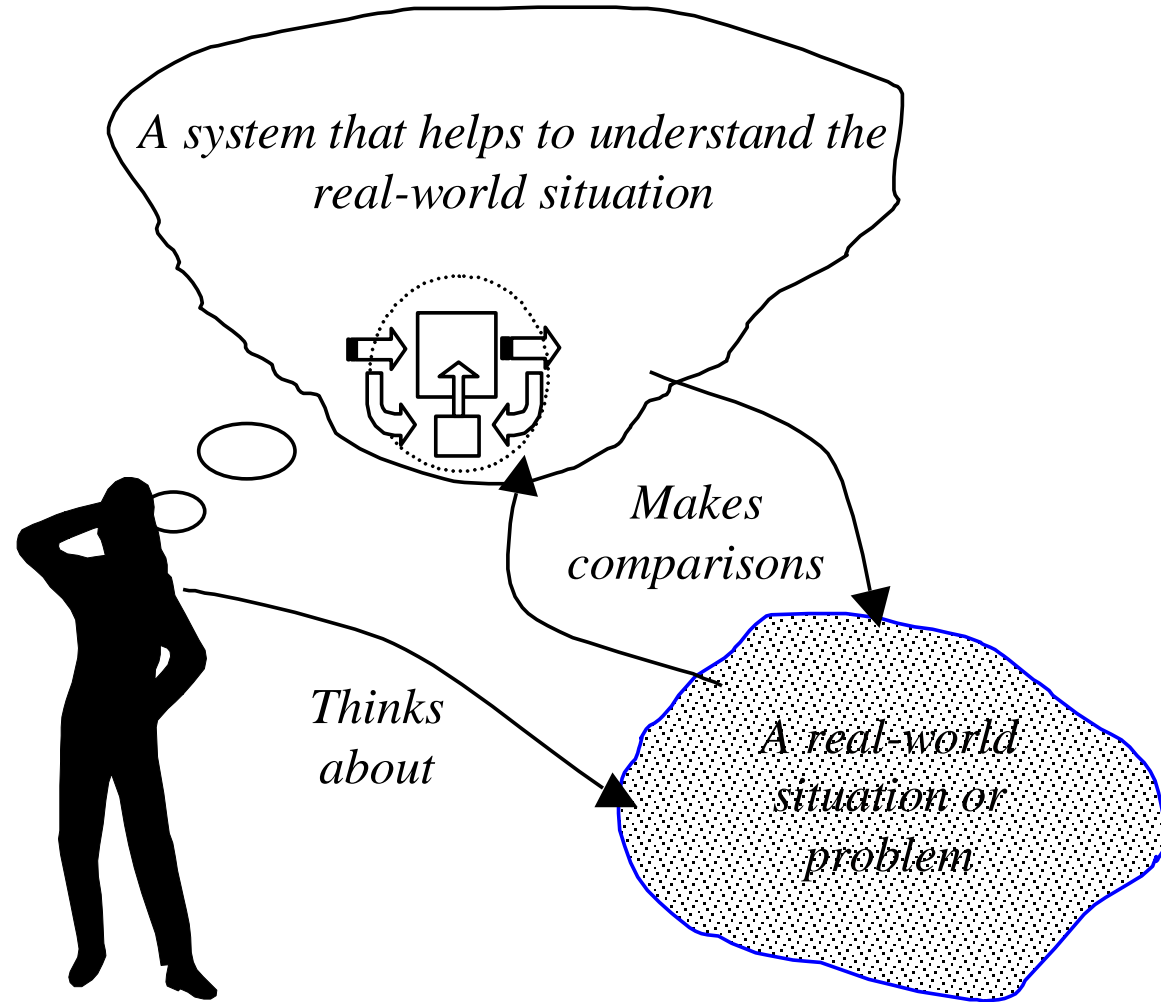 A system that helps to understand the
real-world situation
Makes
comparisons
Thinks
about
A real-world
situation or
problem